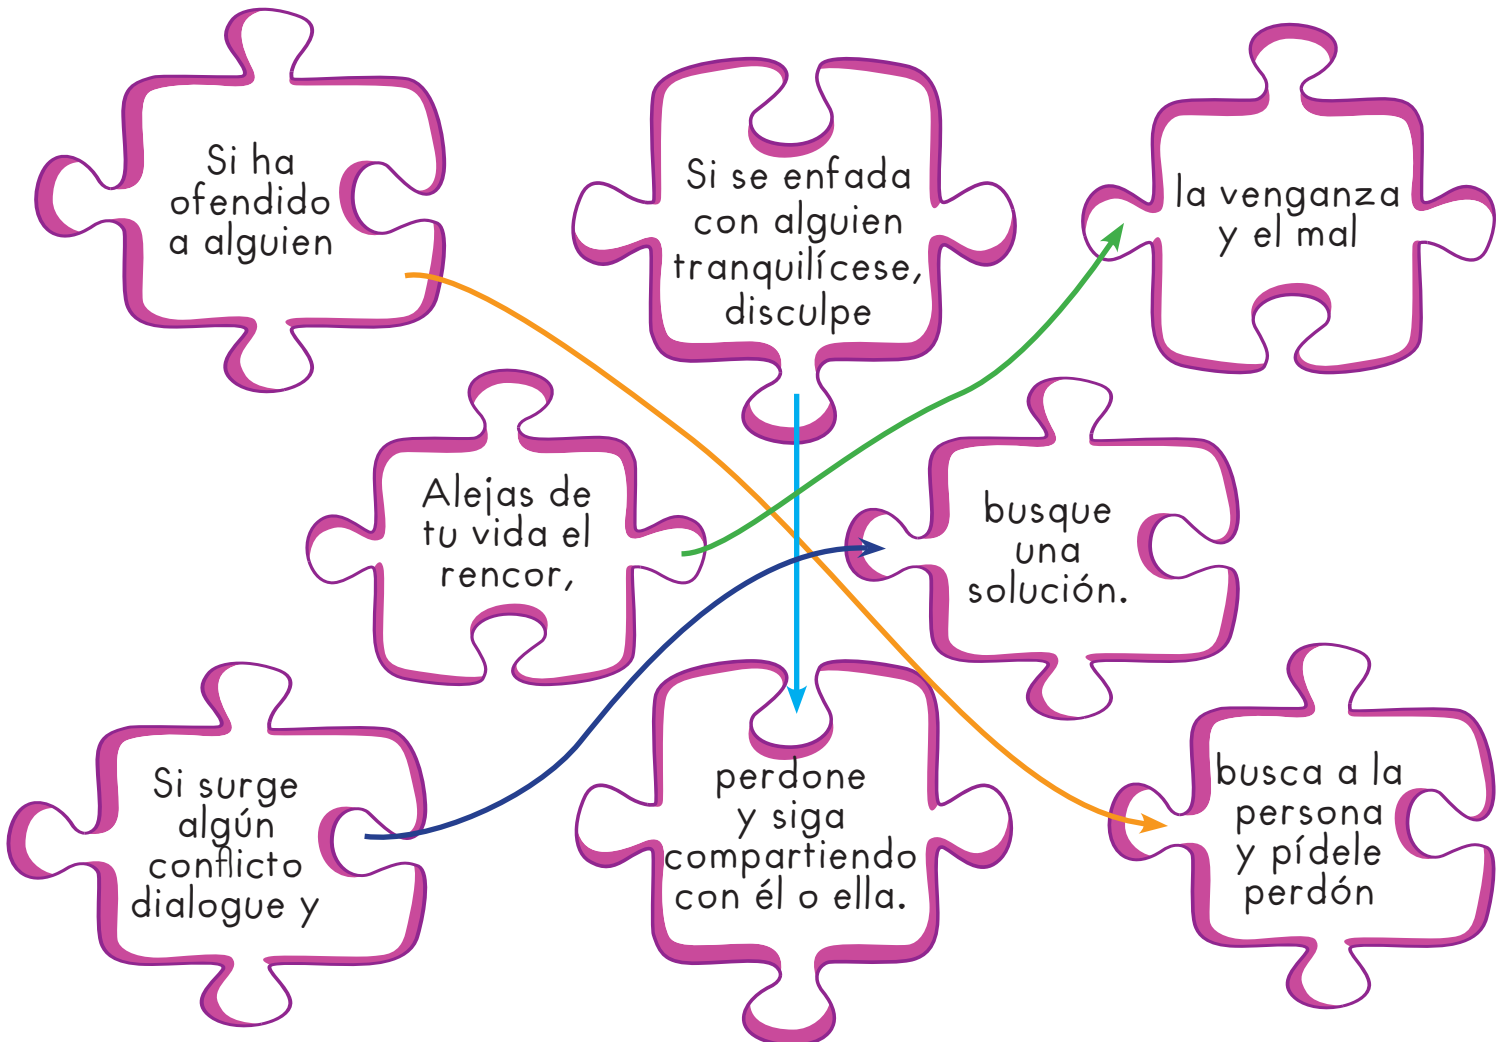 Si ha
ofendido
a alguien
Si se enfada
con alguien
tranquilícese,
disculpe
la venganza
y el mal
Alejas de
tu vida el
rencor,
busque
una
solución.
Si surge
algún
conflicto
dialogue y
perdone
y siga
compartiendo
con él o ella.
busca a la
persona
y pídele
perdón